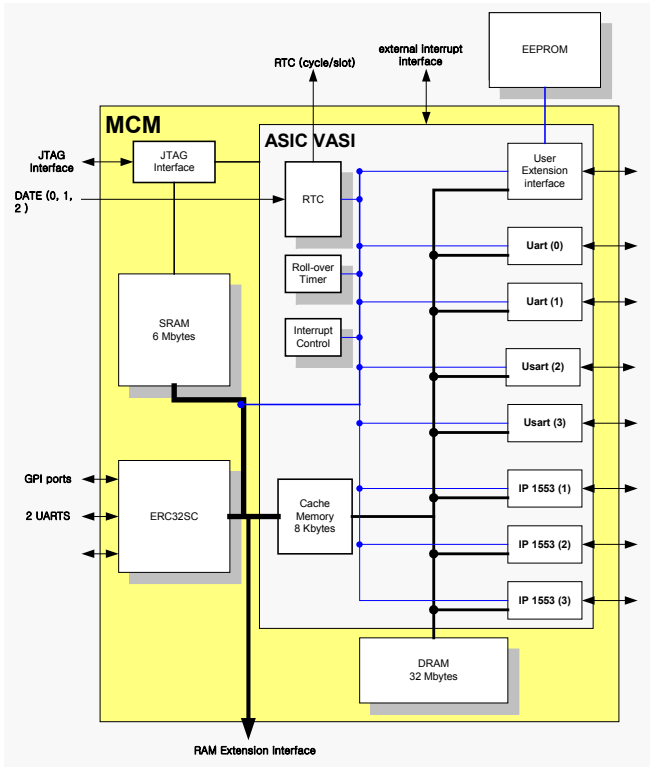 EEPROM
external interrupt
interface
RTC (cycle/slot)
MCM
ASIC VASI
JTAG
Interface
JTAG
Interface
User
Extension
interface
DATE (0, 1,
2 )
RTC
Uart (0)
Roll-over
Timer
Uart (1)
SRAM
6 Mbytes
Interrupt
Control
Usart (2)
Usart (3)
GPI ports
2 UARTS
ERC32SC
Cache
Memory
8 Kbytes
IP 1553 (1)
IP 1553 (2)
IP 1553 (3)
DRAM
32 Mbytes
RAM Extension Interface